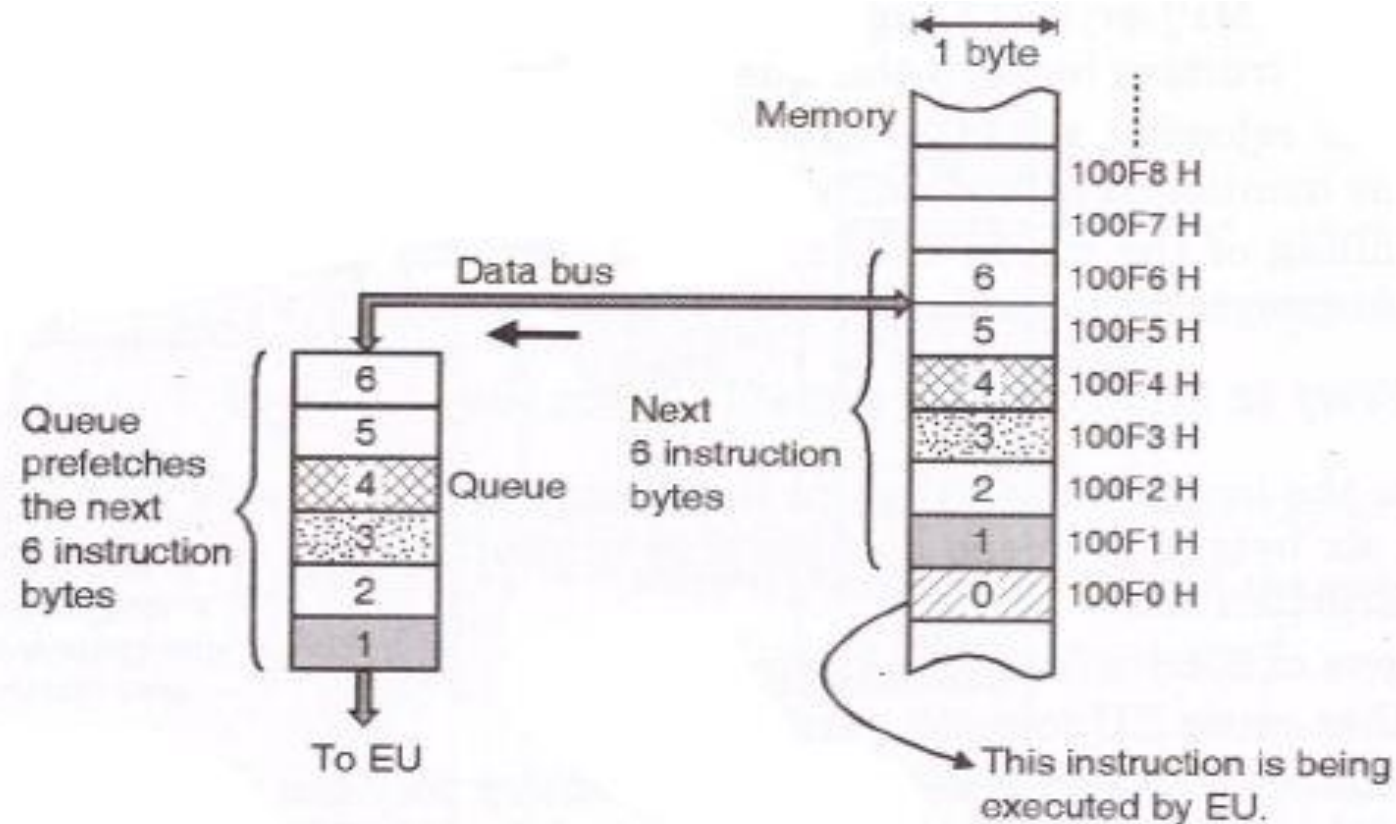 1 byte
Memory
100F8 H
100F7 H
6 100F6 H
5 100F5 H
4 100F4 H
3 100F3 H
2 100F2 H
1 100F1 H
0 100F0 H
Data bus
Next
6 instruction
bytes
Queue
prefetches
the next
6 instruction
bytes
6
5
4
3
2
1
Queue
To EU
This instruction is being
executed by EU.